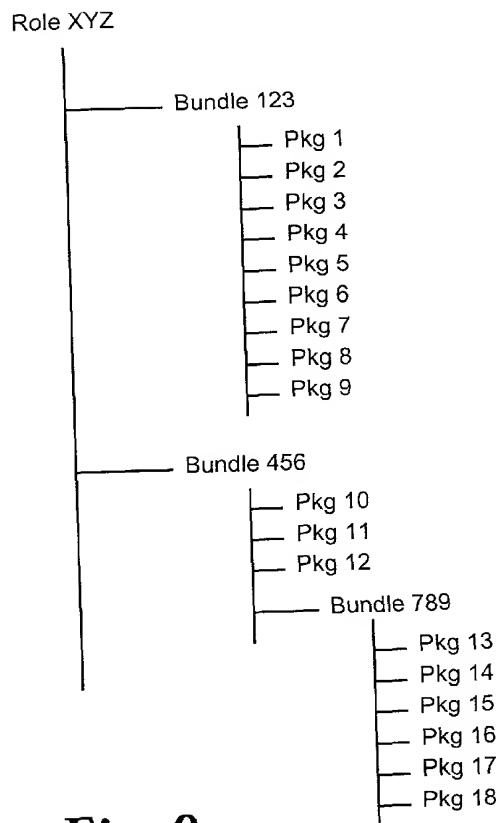 Role XYZ
Bundle 123
Pkg 1
Pkg 2
Pkg 3
Pkg 4
Pkg 5
Pkg 6
Pkg 7
Pkg 8
Pkg 9
Bundle 456
Pkg 10
Pkg 11
Pkg 12
Bundle 789
Pkg 13
Pkg 14
Pkg 15
Pkg 16
Pkg 17
Pkg 18